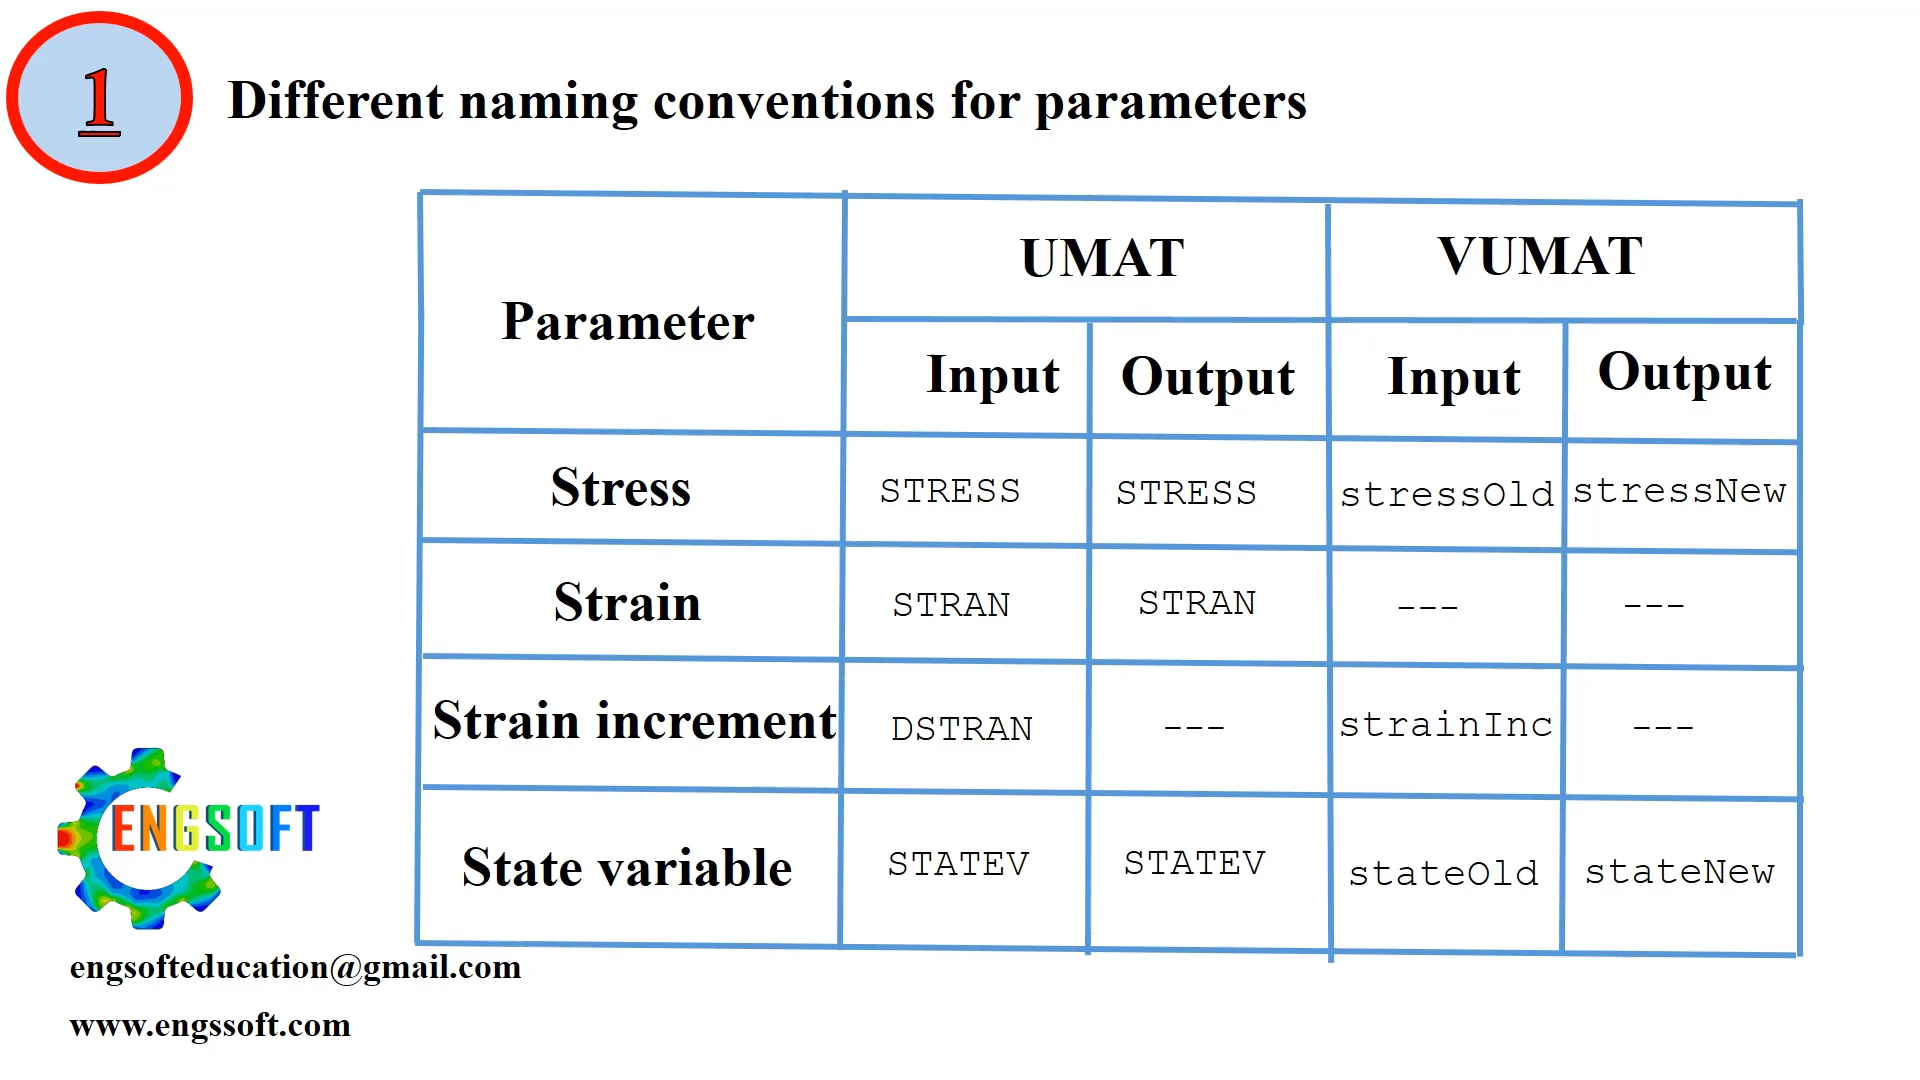 1
Different naming conventions for parameters
Parameter UMAT VUMAT
Input Output Input Output
Stress STRESS STRESS stressOld stressNew
Strain STRAN STRAN --- ---
Strain increment DSTRAN --- strainInc ---
State variable STATEV STATEV stateOld stateNew
ENGSOFT
engsofteducation@gmail.com
www.engssoft.com